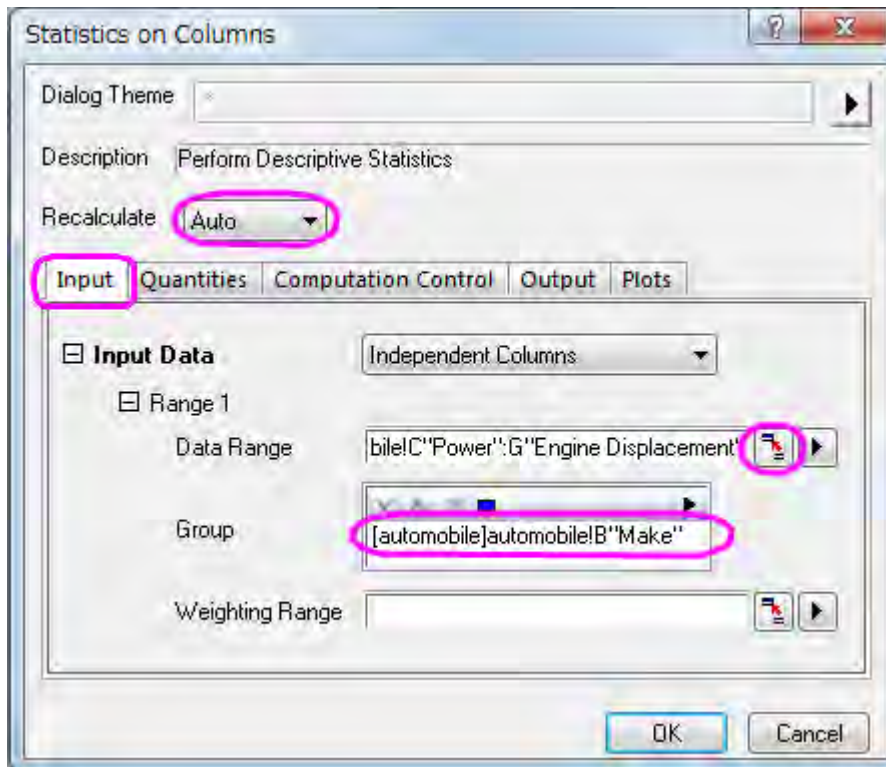 Statistics on Columns
Dialog Theme *
Description Perform Descriptive Statistics
Recalculate Auto
Input Quantities Computation Control Output Plots
Input Data Independent Columns
Range 1
Data Range bile!C"Power":G"Engine Displacement"
Group [automobile]automobile!B"Make"
Weighting Range
OK Cancel